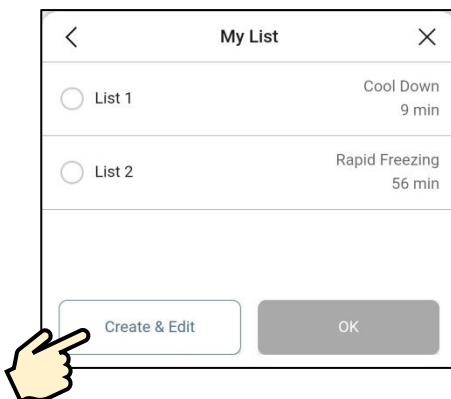 My List
List 1
Cool Down
9 min
List 2
Rapid Freezing
56 min
Create & Edit
OK